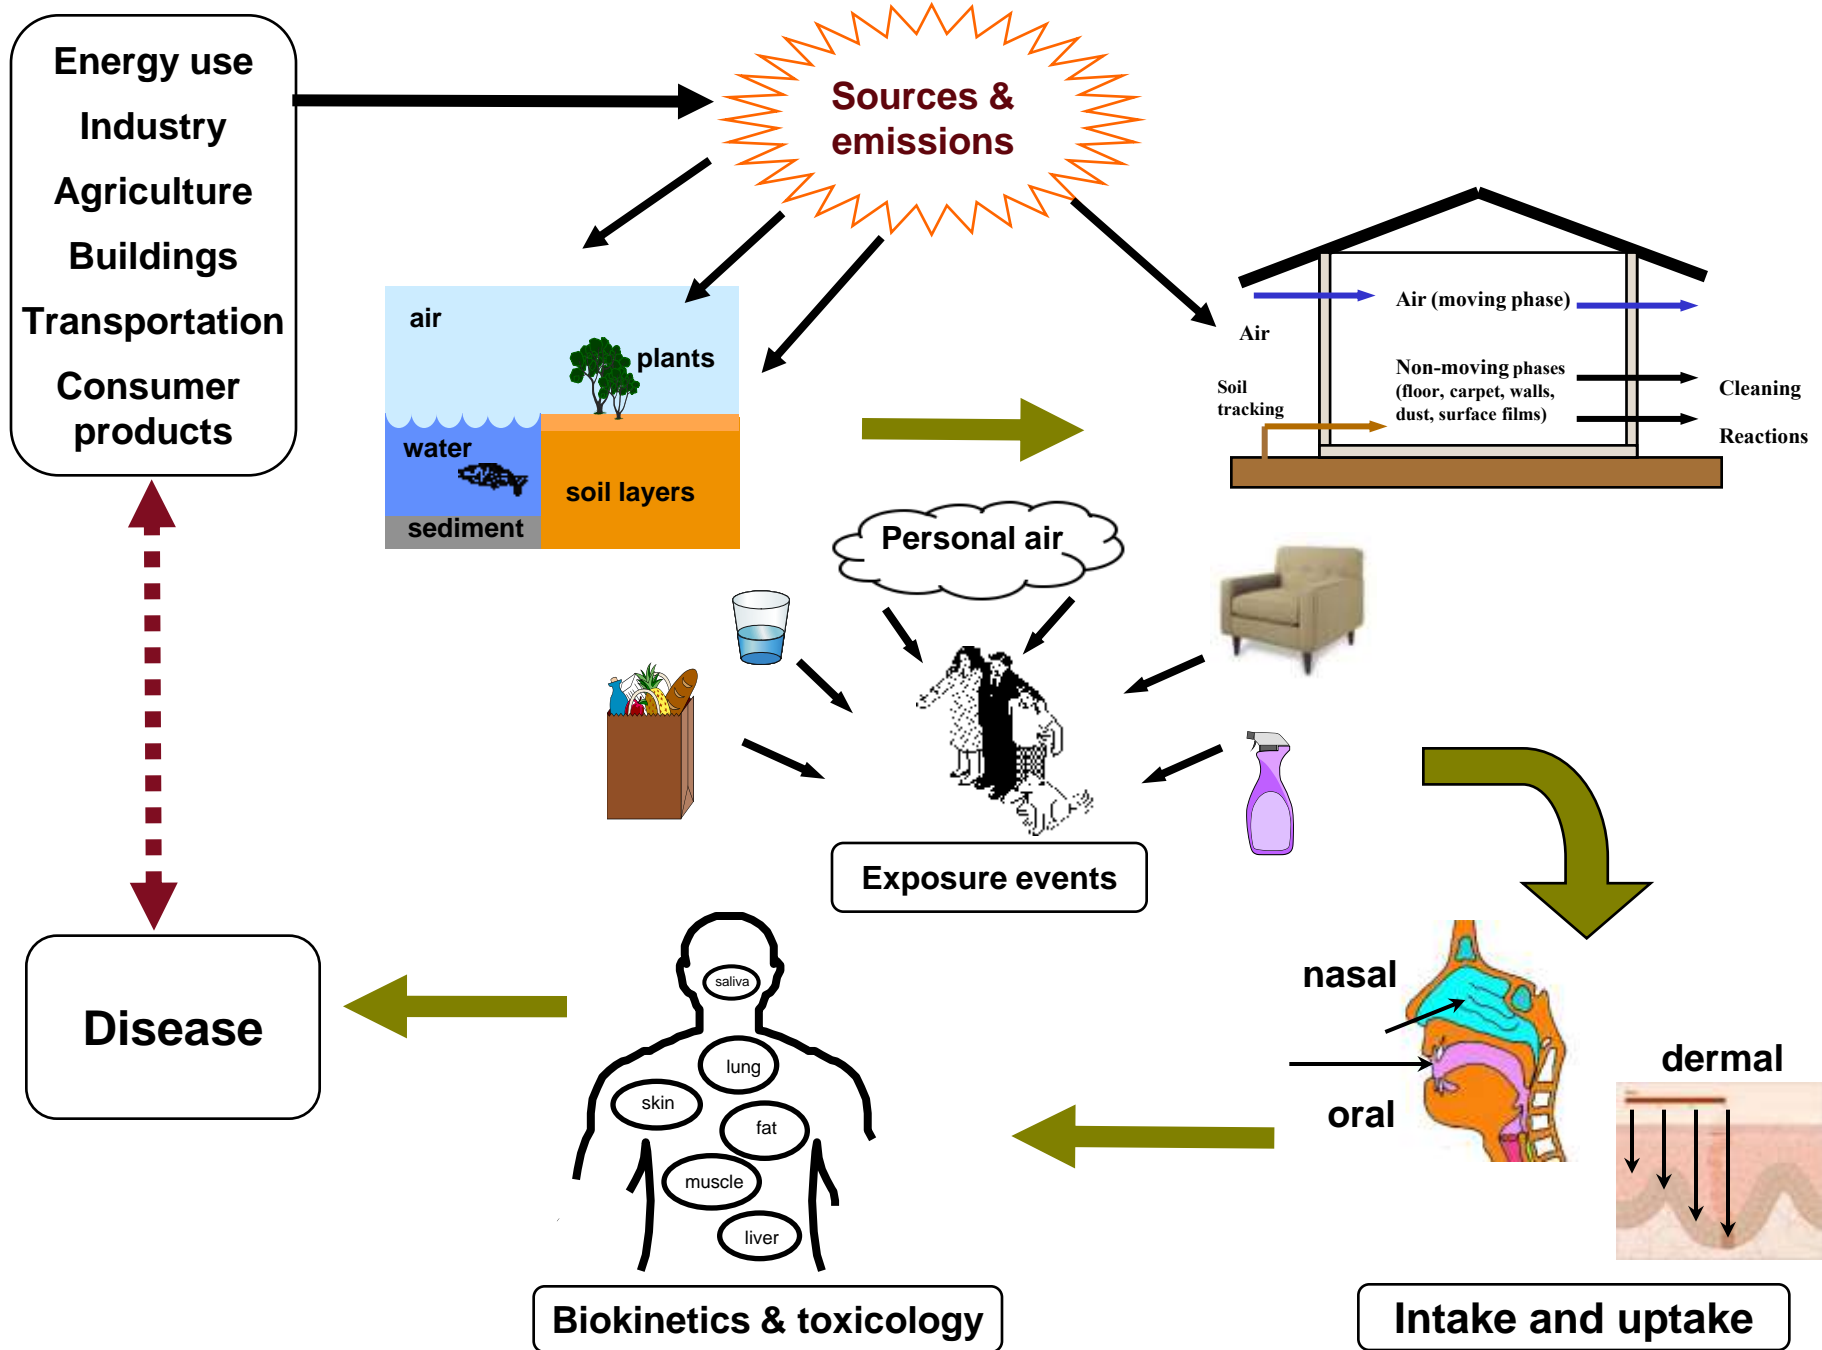 Energy use
Industry
Agriculture
Buildings
Transportation
Consumer
products
Sources &
emissions
air
plants
water
soil layers
sediment
Air
Air (moving phase)
Non-moving phases
(floor, carpet, walls,
dust, surface films)
Soil
tracking
Cleaning
Reactions
Personal air
Exposure events
nasal
oral
dermal
Intake and uptake
saliva
lung
skin
fat
muscle
liver
Biokinetics & toxicology
Disease